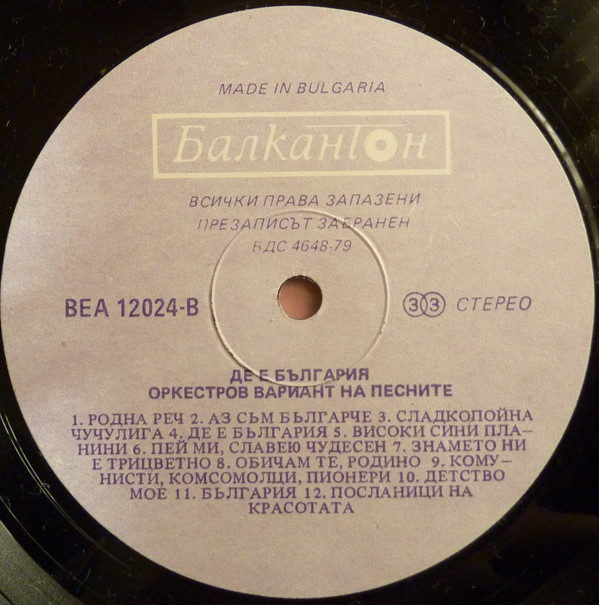 MADE IN BULGARIA
Балкантон
ВСИЧКИ ПРАВА ЗАПАЗЕНИ
ПРЕЗАПИСЪТ ЗАБРАНЕН
БДС 4648-79
ВЕА 12024-В
33 СТЕРЕО
ДЕ Е БЪЛГАРИЯ
ОРКЕСТРОВ ВАРИАНТ НА ПЕСНИТЕ
1. РОДНА РЕЧ 2. АЗ СЪМ БЪЛГАРЧЕ 3. СЛАДКОПОЙНА
ЧУЧУЛИГА 4. ДЕ Е БЪЛГАРИЯ 5. ВИСОКИ СИНИ ПЛА-
НИНИ 6. ПЕЙ МИ, СЛАВЕЮ ЧУДЕСЕН 7. ЗНАМЕТО НИ
Е ТРИЦВЕТНО 8. ОБИЧАМ ТЕ, РОДИНО 9. КОМУ-
НИСТИ, КОМСОМОЛЦИ, ПИОНЕРИ 10. ДЕТСТВО
МОЕ 11. БЪЛГАРИЯ 12. ПОСЛАНИЦИ НА
КРАСОТАТА